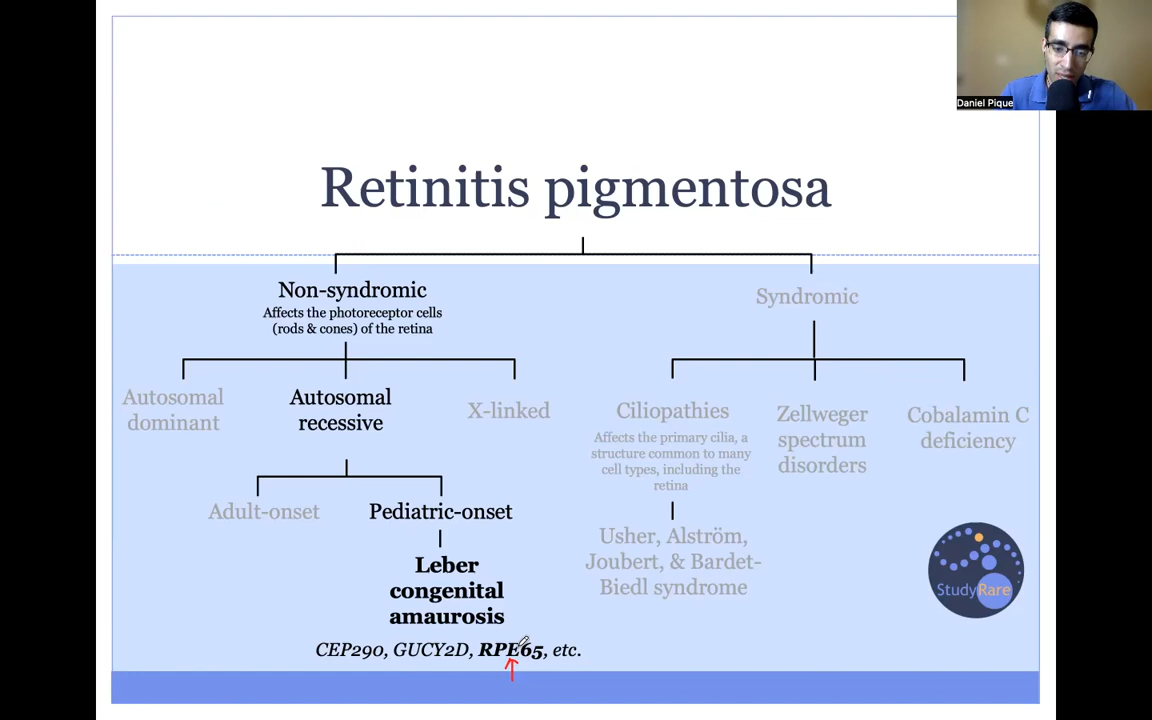 Daniel Pique
Retinitis pigmentosa
Non-syndromic
Affects the photoreceptor cells
(rods & cones) of the retina
Syndromic
Autosomal
dominant
Autosomal
recessive
X-linked
Ciliopathies
Affects the primary cilia, a
structure common to many
cell types, including the
retina
Zellweger
spectrum
disorders
Cobalamin C
deficiency
Adult-onset
Pediatric-onset
Leber
congenital
amaurosis
CEP290, GUCY2D, RPE65, etc.
Usher, Alström,
Joubert, & Bardet-
Biedl syndrome
StudyRare